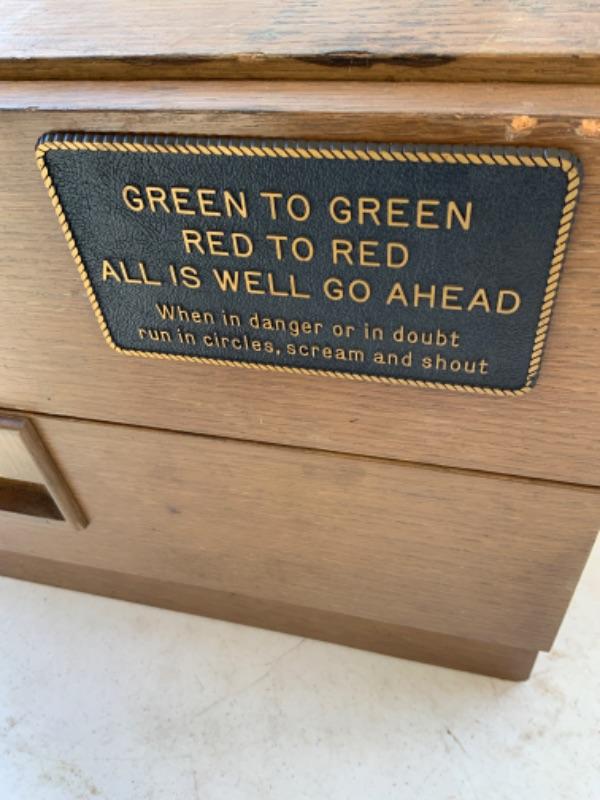 GREEN TO GREEN
RED TO RED
ALL IS WELL GO AHEAD
When in danger or in doubt
run in circles, scream and shout